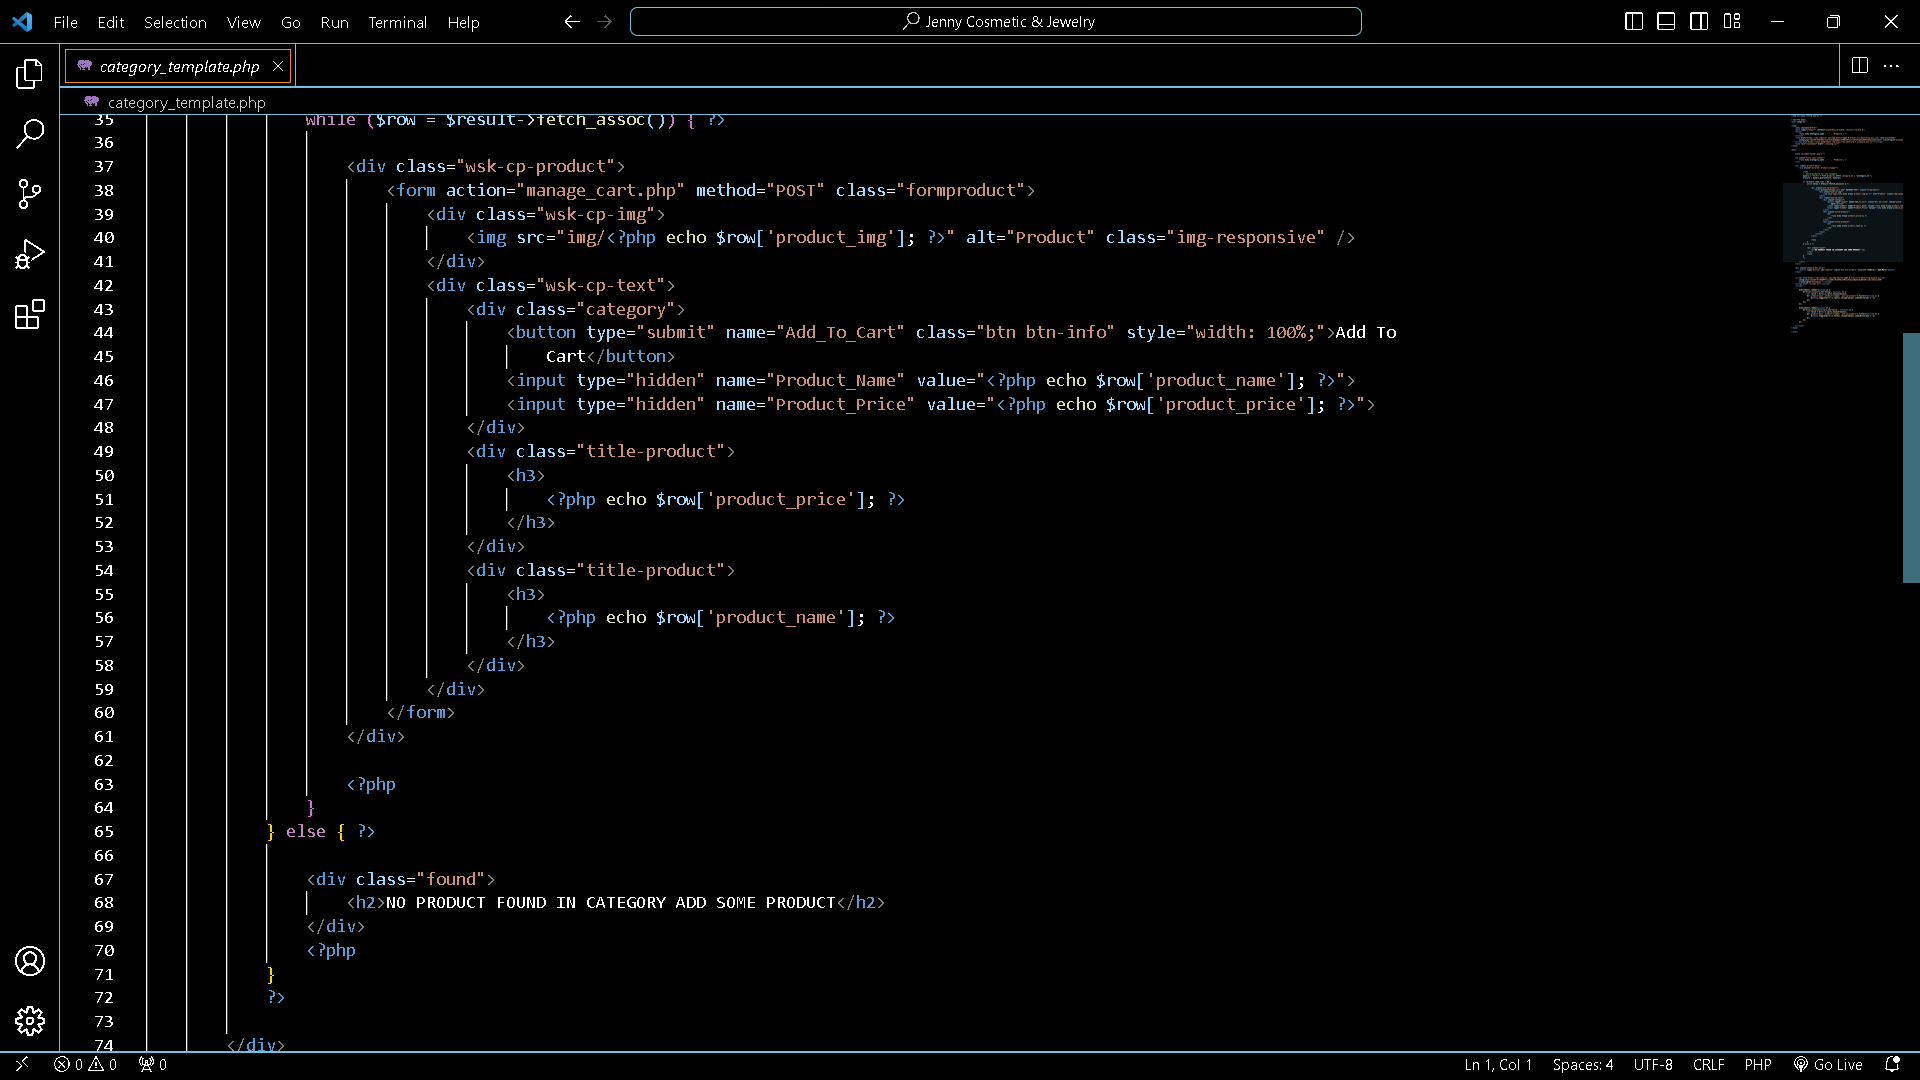 File Edit Selection View Go Run Terminal Help
Jenny Cosmetic & Jewelry
category_template.php
category_template.php
35 while ($row = $result->fetch_assoc()) { ?>
36
37 <div class="wsk-cp-product">
38 <form action="manage_cart.php" method="POST" class="formproduct">
39 <div class="wsk-cp-img">
40 <img src="img/<?php echo $row['product_img']; ?>" alt="Product" class="img-responsive" />
41 </div>
42 <div class="wsk-cp-text">
43 <div class="category">
44 <button type="submit" name="Add_To_Cart" class="btn btn-info" style="width: 100%;">Add To
45 Cart</button>
46 <input type="hidden" name="Product_Name" value="<?php echo $row['product_name']; ?>">
47 <input type="hidden" name="Product_Price" value="<?php echo $row['product_price']; ?>">
48 </div>
49 <div class="title-product">
50 <h3>
51 <?php echo $row['product_price']; ?>
52 </h3>
53 </div>
54 <div class="title-product">
55 <h3>
56 <?php echo $row['product_name']; ?>
57 </h3>
58 </div>
59 </div>
60 </form>
61 </div>
62
63 <?php
64 }
65 } else { ?>
66
67 <div class="found">
68 <h2>NO PRODUCT FOUND IN CATEGORY ADD SOME PRODUCT</h2>
69 </div>
70 <?php
71 }
72 ?>
73
74 </div>
0 0 0 Ln 1, Col 1 Spaces: 4 UTF-8 CRLF PHP Go Live